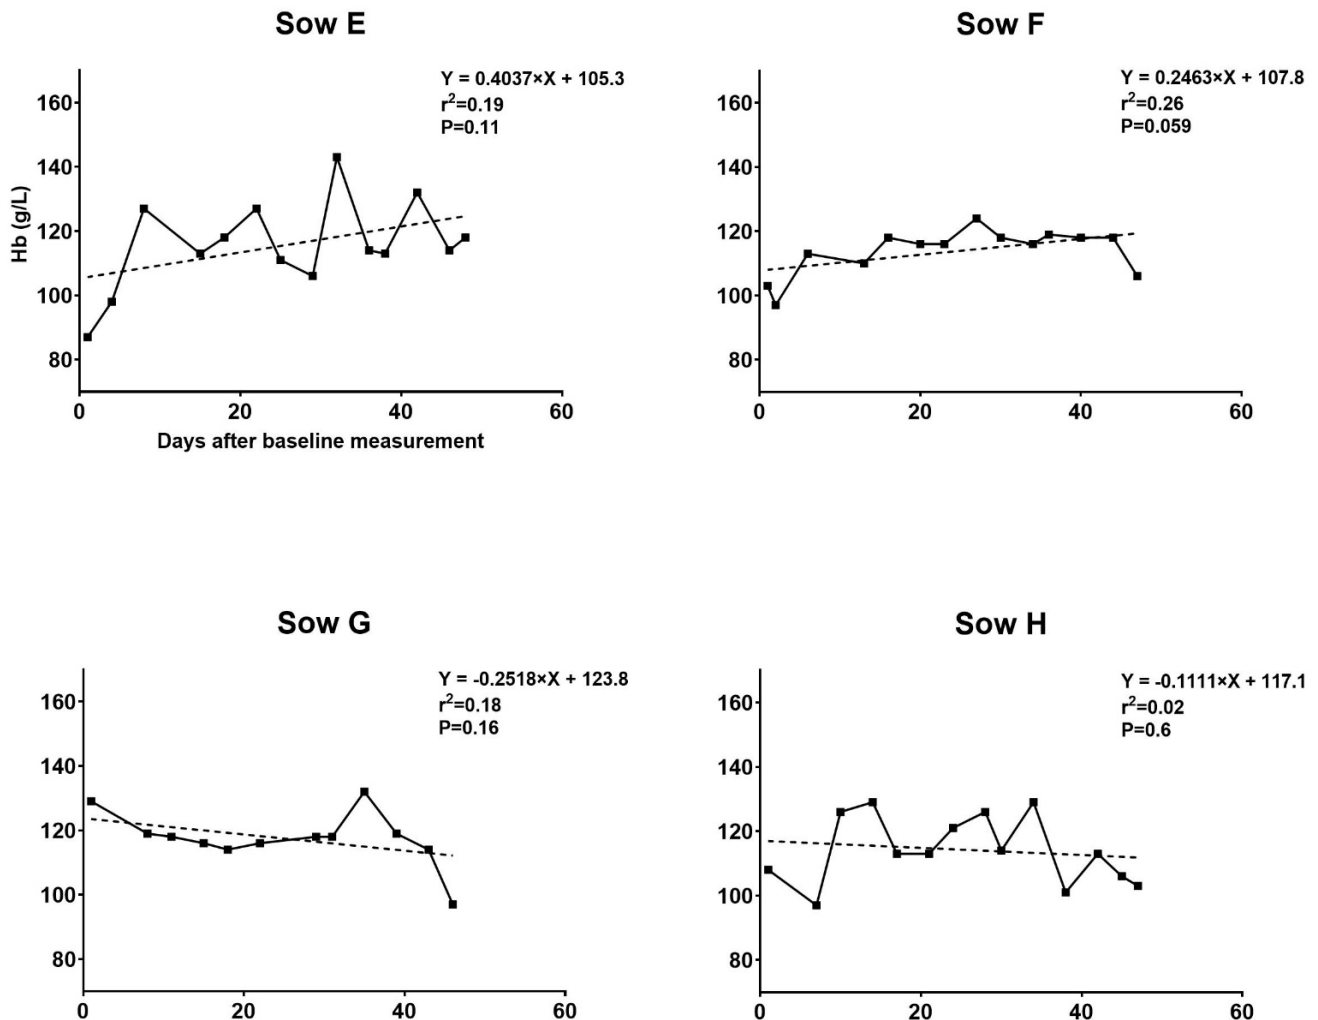 Sow E
Y = 0.4037×X + 105.3
r²=0.19
P=0.11
160
140
120
100
80
Hb (g/L)
0 20 40 60
Days after baseline measurement
Sow F
Y = 0.2463×X + 107.8
r²=0.26
P=0.059
160
140
120
100
80
0 20 40 60
Sow G
Y = -0.2518×X + 123.8
r²=0.18
P=0.16
160
140
120
100
80
0 20 40 60
Sow H
Y = -0.1111×X + 117.1
r²=0.02
P=0.6
160
140
120
100
80
0 20 40 60